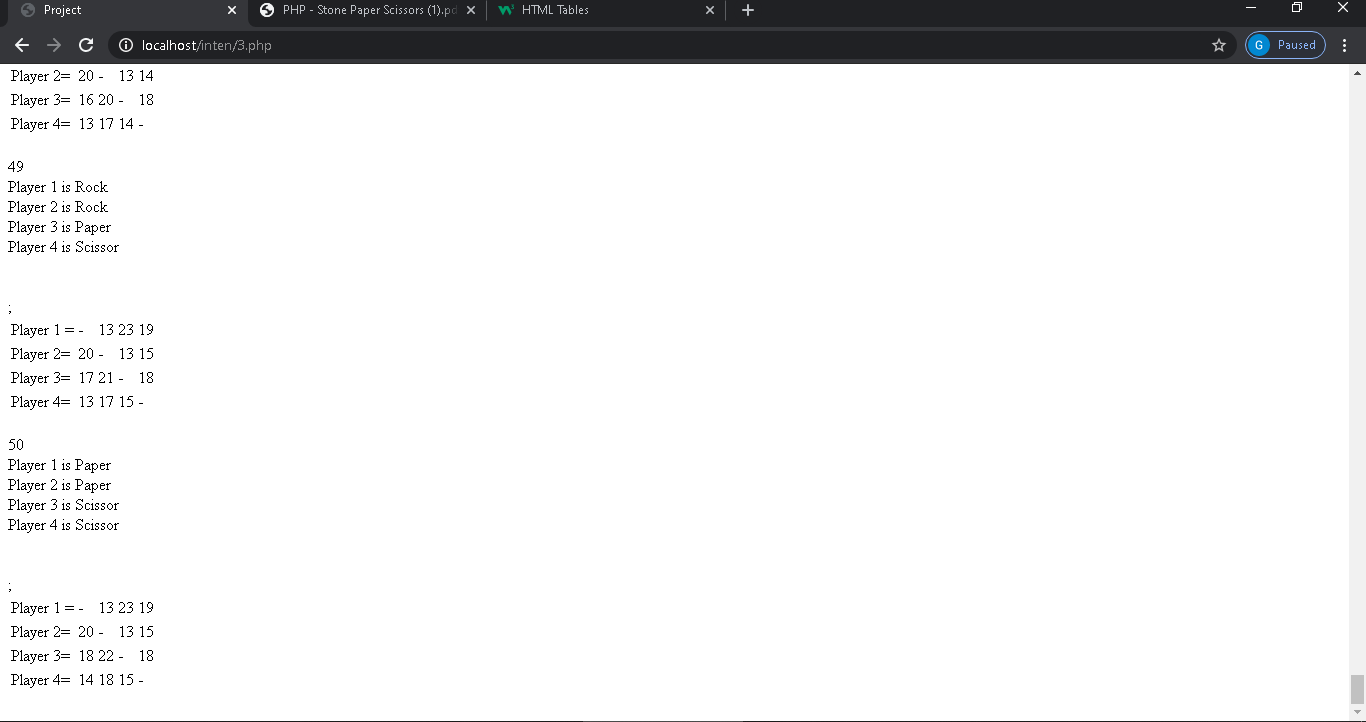 Project
PHP - Stone Paper Scissors (1).pd
HTML Tables
localhost/inten/3.php
G Paused
Player 2= 20 - 13 14
Player 3= 16 20 - 18
Player 4= 13 17 14 -
49
Player 1 is Rock
Player 2 is Rock
Player 3 is Paper
Player 4 is Scissor
;
Player 1 = - 13 23 19
Player 2= 20 - 13 15
Player 3= 17 21 - 18
Player 4= 13 17 15 -
50
Player 1 is Paper
Player 2 is Paper
Player 3 is Scissor
Player 4 is Scissor
;
Player 1 = - 13 23 19
Player 2= 20 - 13 15
Player 3= 18 22 - 18
Player 4= 14 18 15 -